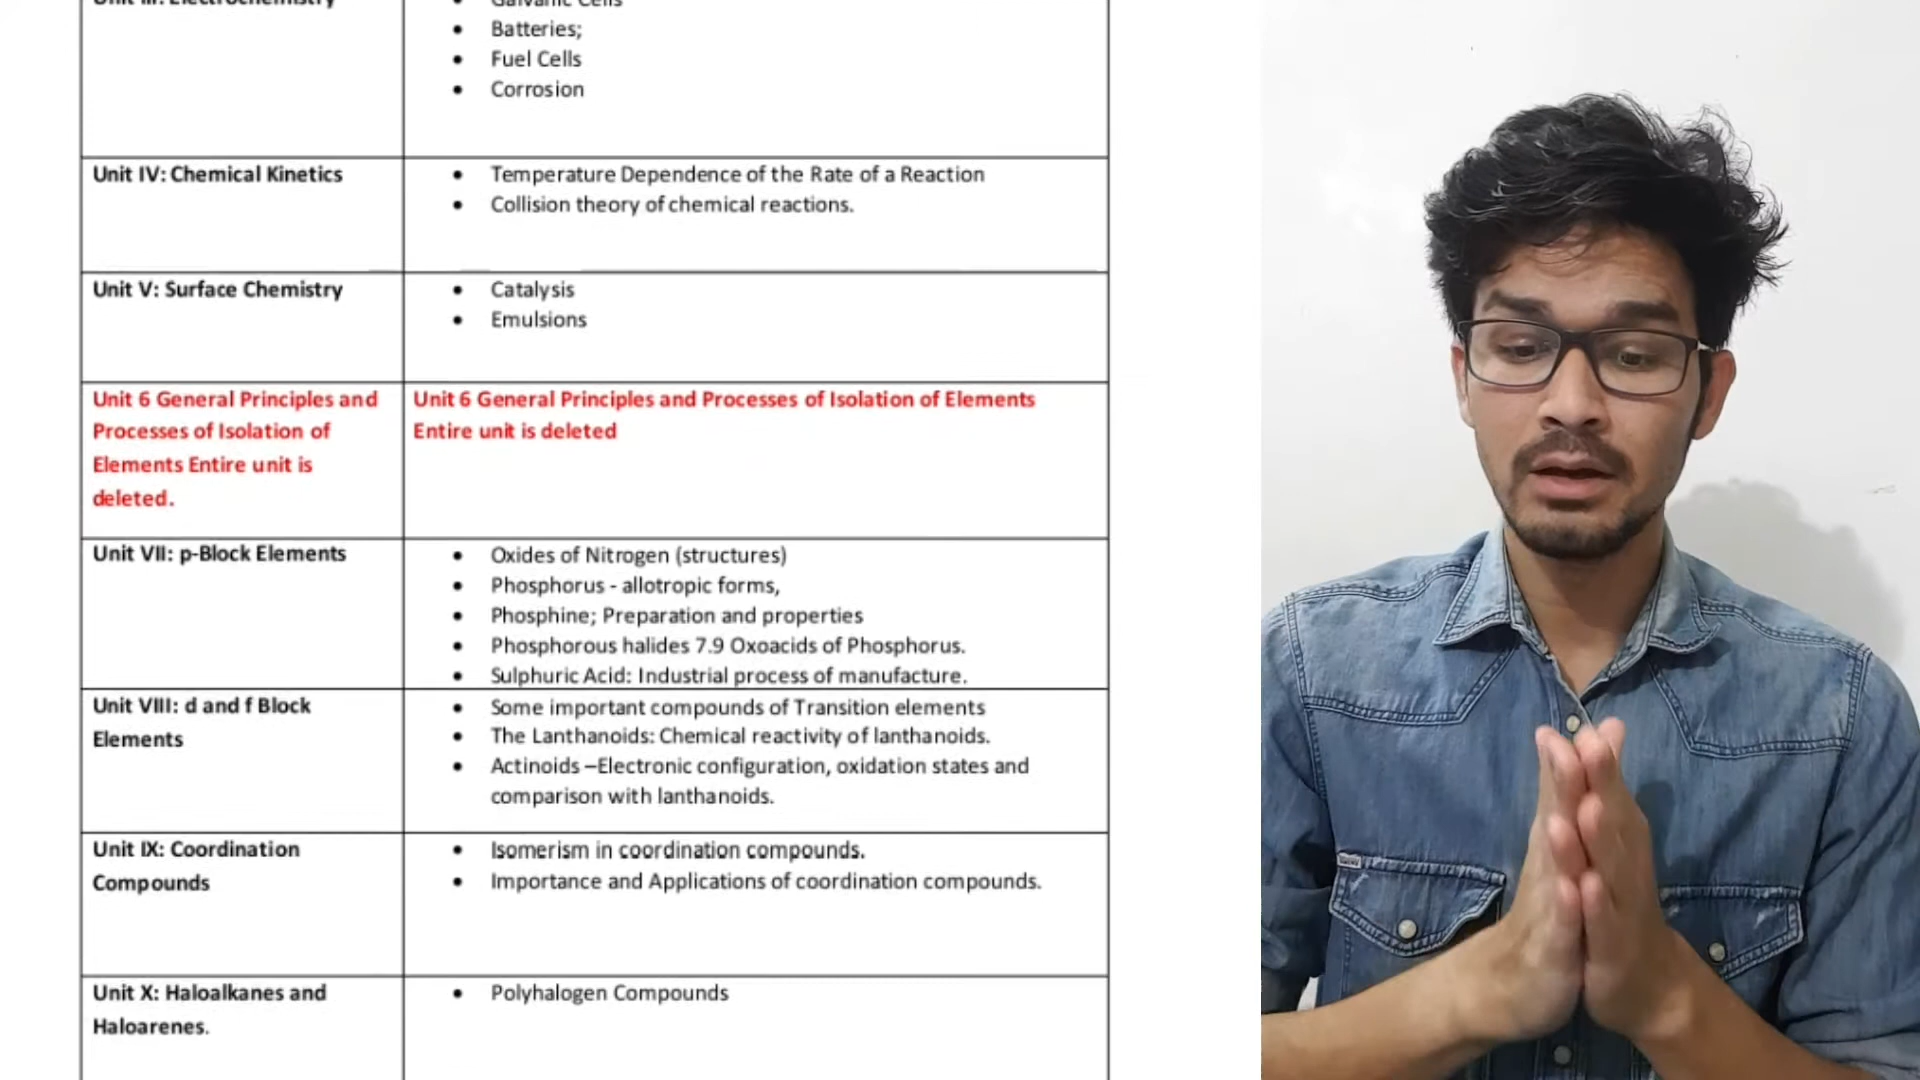 Unit III: Electrochemistry
Galvanic Cells
• Batteries;
• Fuel Cells
• Corrosion
Unit IV: Chemical Kinetics
• Temperature Dependence of the Rate of a Reaction
• Collision theory of chemical reactions.
Unit V: Surface Chemistry
• Catalysis
• Emulsions
Unit 6 General Principles and
Processes of Isolation of
Elements Entire unit is
deleted.
Unit 6 General Principles and Processes of Isolation of Elements
Entire unit is deleted
Unit VII: p-Block Elements
• Oxides of Nitrogen (structures)
• Phosphorus - allotropic forms,
• Phosphine; Preparation and properties
• Phosphorous halides 7.9 Oxoacids of Phosphorus.
• Sulphuric Acid: Industrial process of manufacture.
Unit VIII: d and f Block
Elements
• Some important compounds of Transition elements
• The Lanthanoids: Chemical reactivity of lanthanoids.
• Actinoids –Electronic configuration, oxidation states and
comparison with lanthanoids.
Unit IX: Coordination
Compounds
• Isomerism in coordination compounds.
• Importance and Applications of coordination compounds.
Unit X: Haloalkanes and
Haloarenes.
• Polyhalogen Compounds